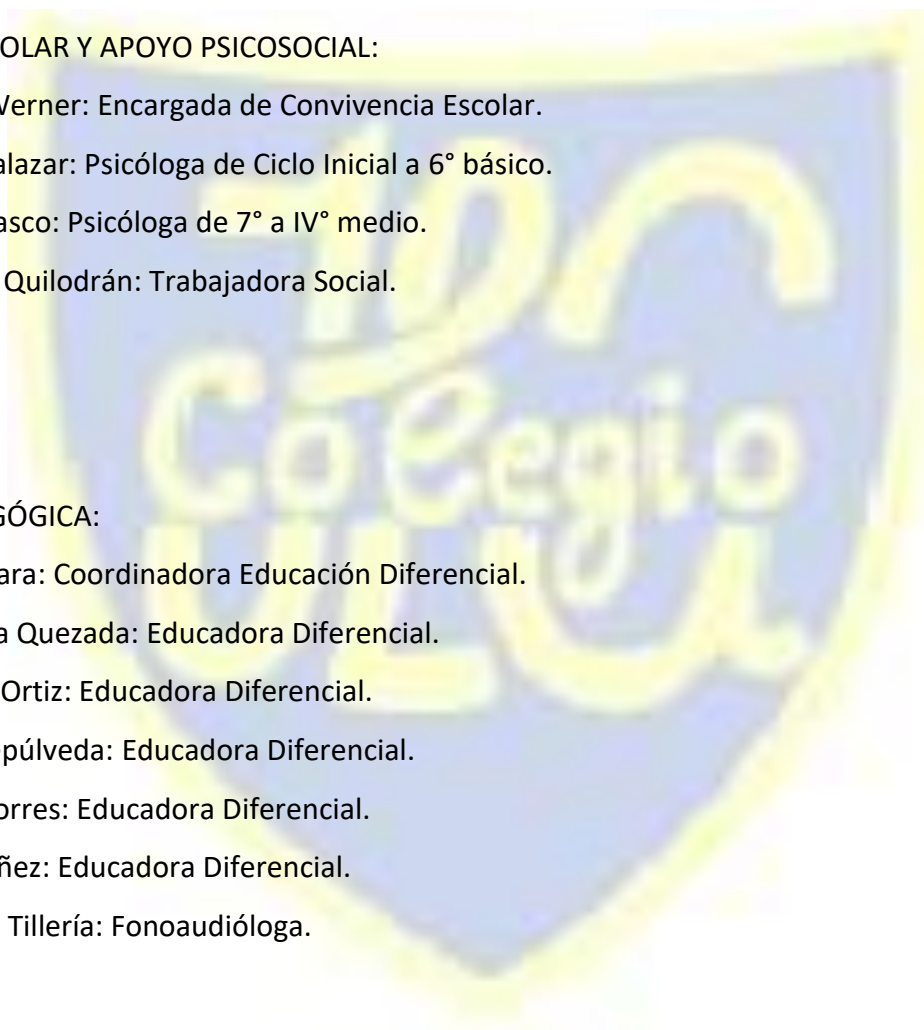 OLAR Y APOYO PSICOSOCIAL:
Werner: Encargada de Convivencia Escolar.
alazar: Psicóloga de Ciclo Inicial a 6° básico.
asco: Psicóloga de 7° a IV° medio.
Quilodrán: Trabajadora Social.
Colegio
GÓGICA:
ara: Coordinadora Educación Diferencial.
a Quezada: Educadora Diferencial.
Ortiz: Educadora Diferencial.
epúlveda: Educadora Diferencial.
orres: Educadora Diferencial.
ñez: Educadora Diferencial.
Tillería: Fonoaudióloga.